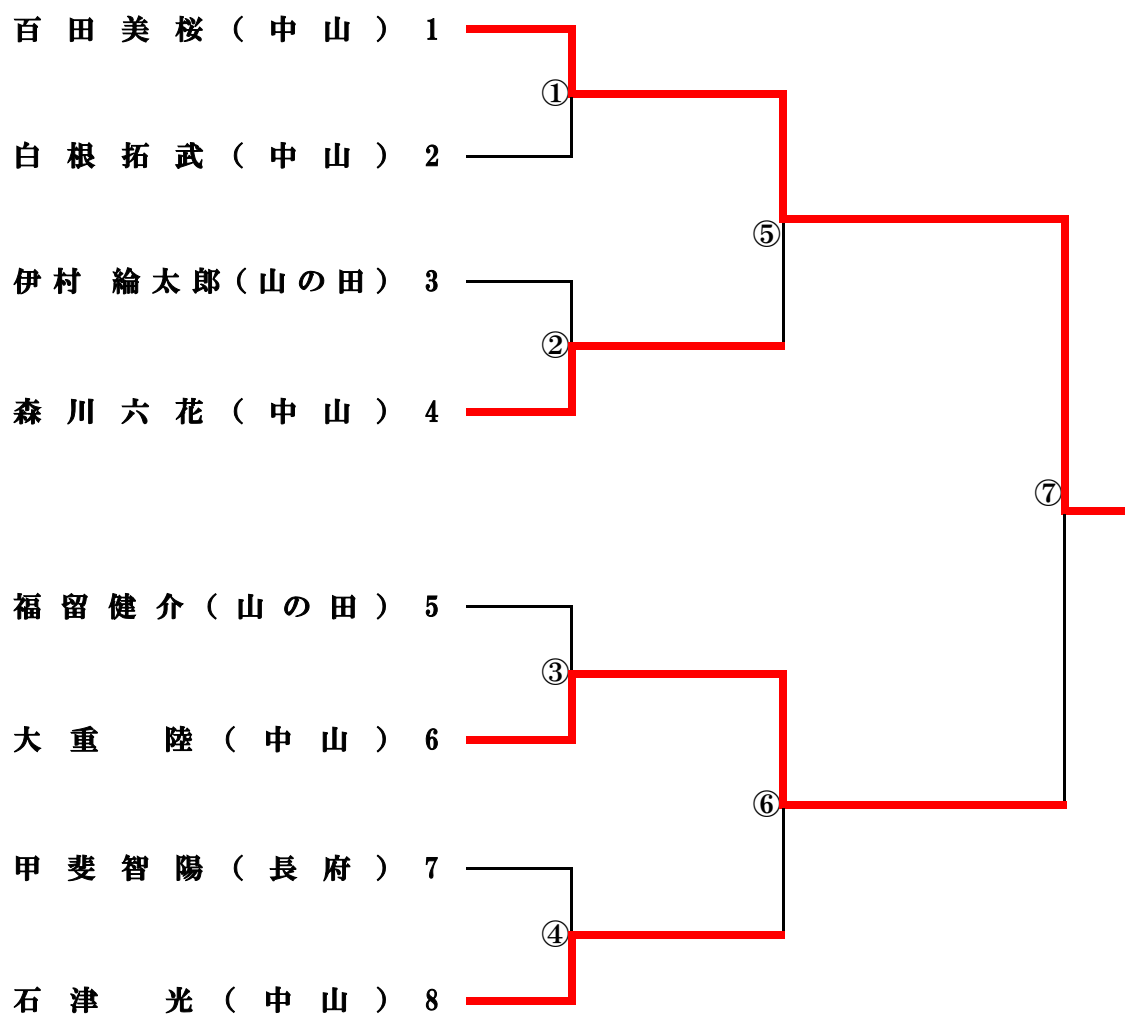 百田美桜(中山) 1
①
白根拓武(中山) 2
⑤
伊村 綸太郎(山の田) 3
②
森川六花(中山) 4
⑦
福留健介(山の田) 5
③
大重 陸(中山) 6
⑥
甲斐智陽(長府) 7
④
石津 光(中山) 8